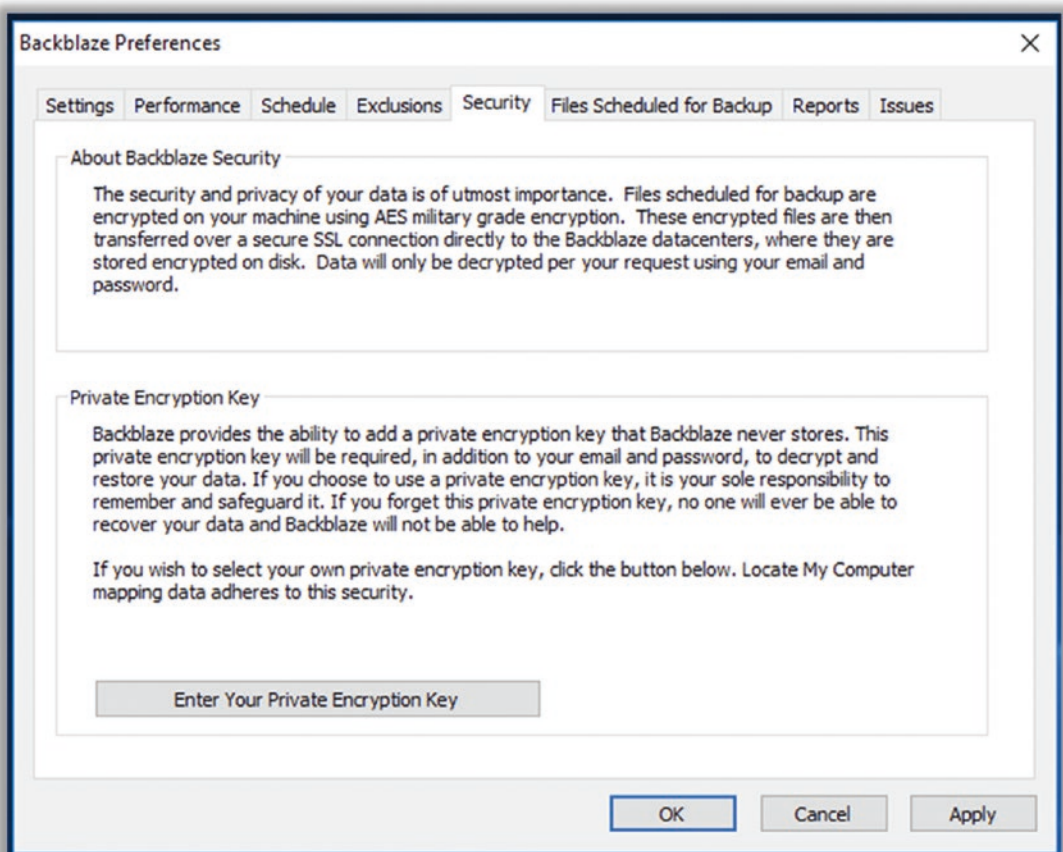 Backblaze Preferences
Settings Performance Schedule Exclusions Security Files Scheduled for Backup Reports Issues
About Backblaze Security
The security and privacy of your data is of utmost importance. Files scheduled for backup are
encrypted on your machine using AES military grade encryption. These encrypted files are then
transferred over a secure SSL connection directly to the Backblaze datacenters, where they are
stored encrypted on disk. Data will only be decrypted per your request using your email and
password.
Private Encryption Key
Backblaze provides the ability to add a private encryption key that Backblaze never stores. This
private encryption key will be required, in addition to your email and password, to decrypt and
restore your data. If you choose to use a private encryption key, it is your sole responsibility to
remember and safeguard it. If you forget this private encryption key, no one will ever be able to
recover your data and Backblaze will not be able to help.
If you wish to select your own private encryption key, click the button below. Locate My Computer
mapping data adheres to this security.
Enter Your Private Encryption Key
OK Cancel Apply